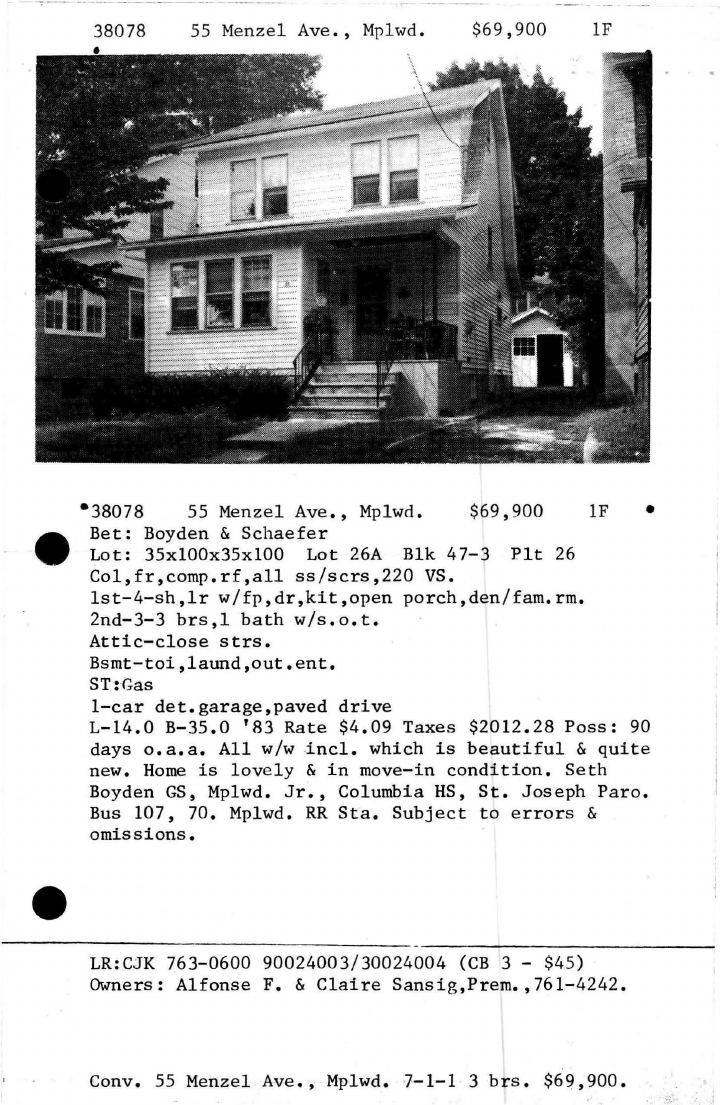 38078 55 Menzel Ave., Mplwd. $69,900 1F
38078 55 Menzel Ave., Mplwd. $69,900 1F
Bet: Boyden & Schaefer
Lot: 35x100x35x100 Lot 26A Blk 47-3 Plt 26
Col,fr,comp.rf,all ss/scrs,220 VS.
1st-4-sh,lr w/fp,dr,kit,open porch,den/fam.rm.
2nd-3-3 brs,1 bath w/s.o.t.
Attic-close strs.
Bsmt-toi,laund,out.ent.
ST:Gas
1-car det.garage,paved drive
L-14.0 B-35.0 '83 Rate $4.09 Taxes $2012.28 Poss: 90
days o.a.a. All w/w incl. which is beautiful & quite
new. Home is lovely & in move-in condition. Seth
Boyden GS, Mplwd. Jr., Columbia HS, St. Joseph Paro.
Bus 107, 70. Mplwd. RR Sta. Subject to errors &
omissions.
LR:CJK 763-0600 90024003/30024004 (CB 3 - $45)
Owners: Alfonse F. & Claire Sansig,Prem.,761-4242.
Conv. 55 Menzel Ave., Mplwd. 7-1-1 3 brs. $69,900.